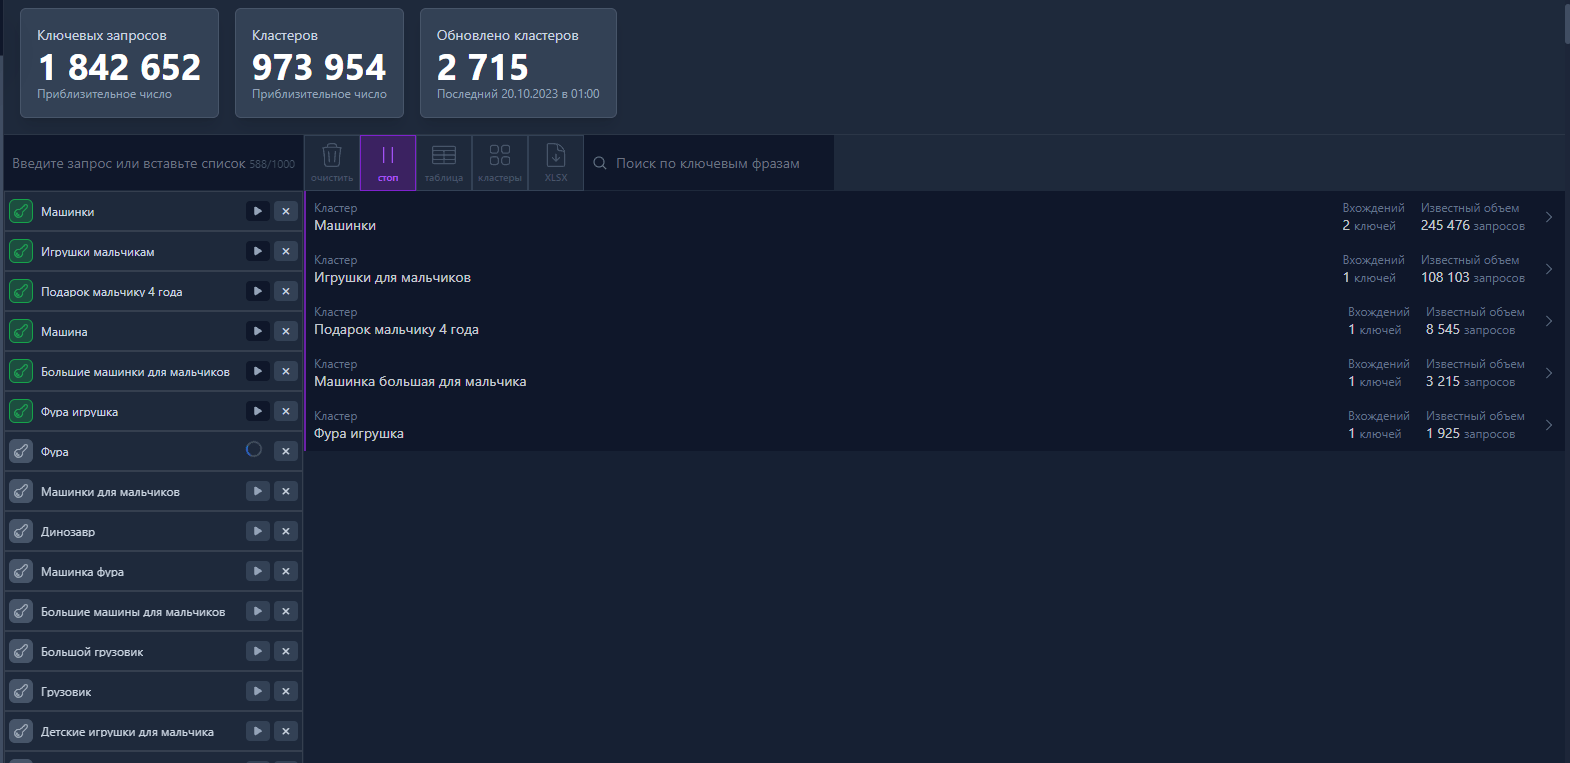 Ключевых запросов
1 842 652
Приблизительное число
Кластеров
973 954
Приблизительное число
Обновлено кластеров
2 715
Последний 20.10.2023 в 01:00
Введите запрос или вставьте список 588/1000
очистить
стоп
таблица
кластеры
XLSX
Поиск по ключевым фразам
Машинки
Игрушки мальчикам
Подарок мальчику 4 года
Машина
Большие машинки для мальчиков
Фура игрушка
Фура
Машинки для мальчиков
Динозавр
Машинка фура
Большие машины для мальчиков
Большой грузовик
Грузовик
Детские игрушки для мальчика
Кластер
Машинки
Вхождений
2 ключей
Известный объем
245 476 запросов
Кластер
Игрушки для мальчиков
Вхождений
1 ключей
Известный объем
108 103 запросов
Кластер
Подарок мальчику 4 года
Вхождений
1 ключей
Известный объем
8 545 запросов
Кластер
Машинка большая для мальчика
Вхождений
1 ключей
Известный объем
3 215 запросов
Кластер
Фура игрушка
Вхождений
1 ключей
Известный объем
1 925 запросов